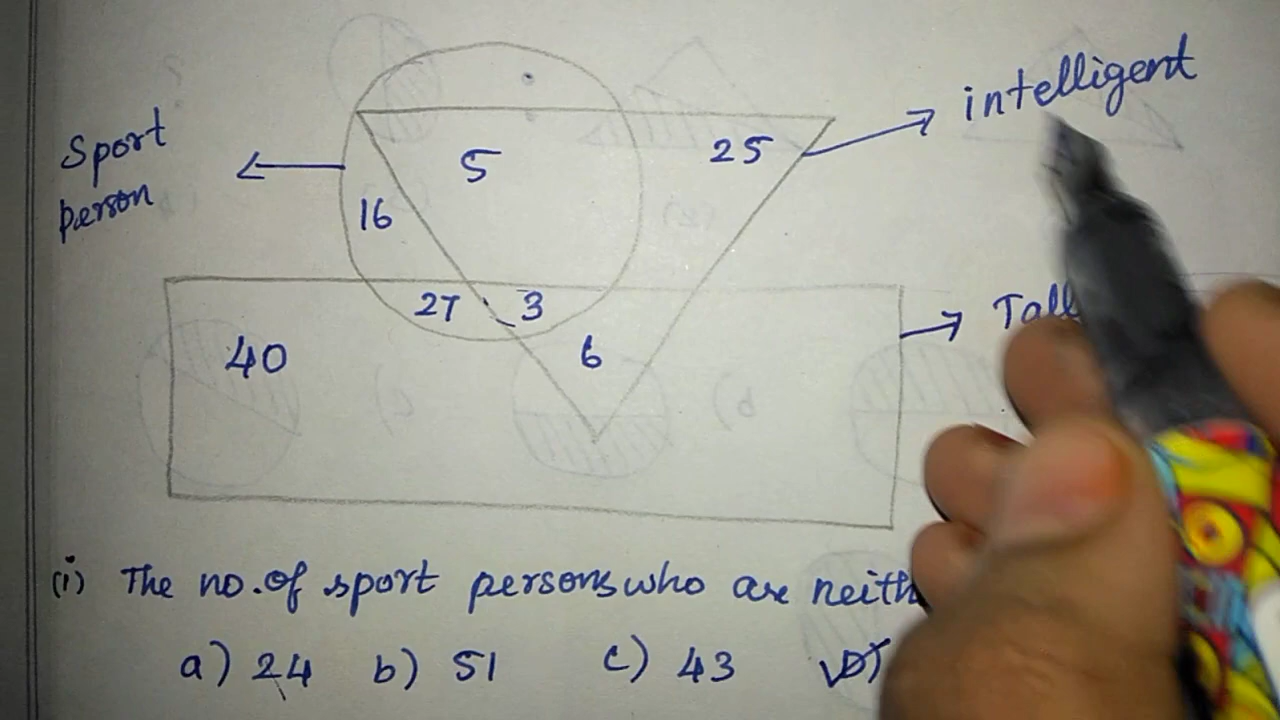 Sport
person
intelligent
5
25
16
27
3
Tall
40
6
(i) The no. of sport persons who are neith
a) 24 b) 51 c) 43 D)